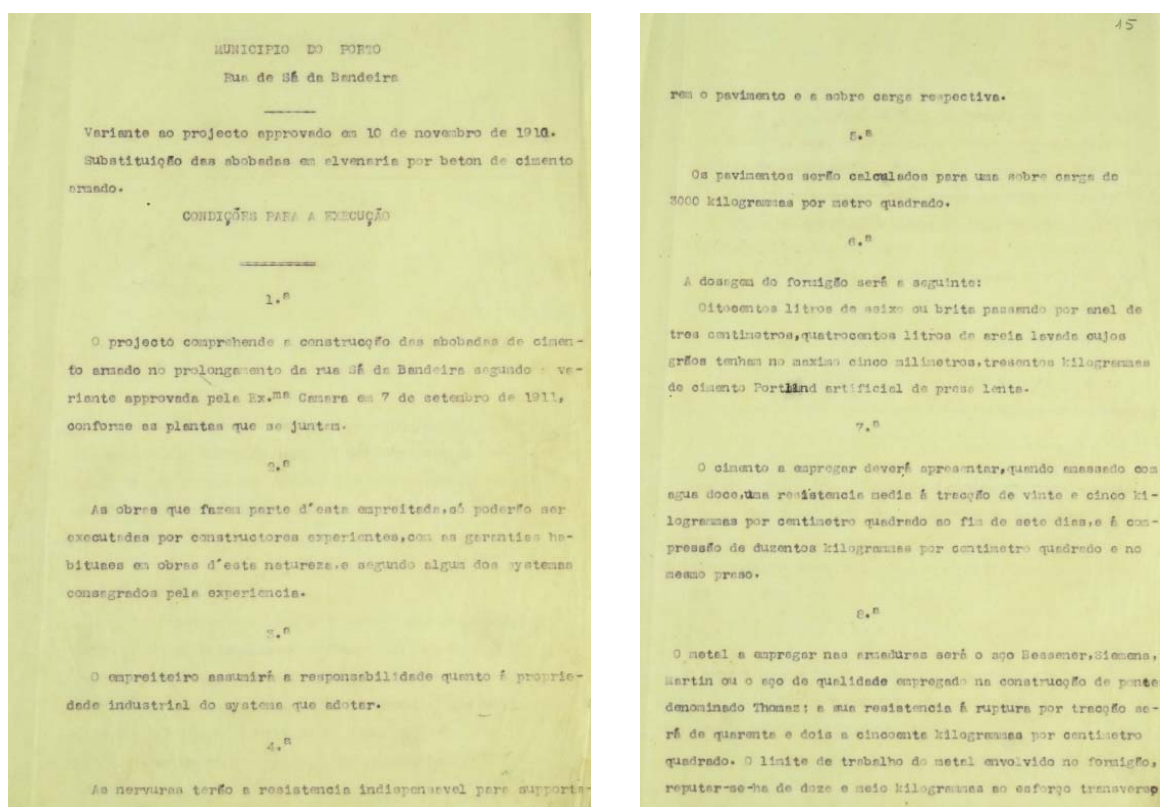 MUNICIPIO DO PORTO
Rua de Sá da Bandeira
Variante ao projecto approvado em 10 de novembro de 1910.
Substituição das abobadas em alvenaria por beton de cimento
armado.
CONDIÇÕES PARA A EXECUÇÃO
1.ª
O projectó comprehende a construcção das abobadas de cimen-
to armado no prolongamento da rua Sá da Bandeira segundo a va-
riante approvada pela Ex.ma Camara em 7 de setembro de 1911,
conforme as plantas que se juntam.
2.ª
As obras que fazem parte d'esta empreitada,só poderão ser
executadas por constructores experientes,com as garantias ha-
bituaes em obras d'esta natureza,e segundo algum dos systemas
consagrados pela experiencia.
3.ª
O empreiteiro assumirá a responsabilidade quanto á proprie-
dade industrial do systema que adotar.
4.ª
As nervuras terão a resistencia indispensavel para supporta-
15
rem o pavimento e a sobre carga respectiva.
5.ª
Os pavimentos serão calculados para uma sobre carga de
3000 kilogrammas por metro quadrado.
6.ª
A dosagem do formigão será a seguinte:
Oitocentos litros de seixo ou brita passando por anel de
tres centimetros,quatrocentos litros de areia lavada cujos
grãos tenham no maximo cinco milimetros,tresentos kilogrammas
de cimento Portland artificial de presa lenta.
7.ª
O cimento a empregar deverá apresentar,quando amassado com
agua doce,uma resistencia media á tracção de vinte e cinco ki-
logrammas por centimetro quadrado ao fim de sete dias,e á com-
pressão de duzentos kilogrammas por centimetro quadrado e no
mesmo praso.
8.ª
O metal a empregar nas armaduras será o aço Bessener,Siemens,
Martin ou o aço de qualidade empregado na construcção de ponte
denominado Thomaz; a sua resistencia á ruptura por tracção se-
rá de quarenta e dois a cincoenta kilogrammas por centimetro
quadrado. O limite de trabalho do metal envolvido no formigão,
reputar-se-ha de doze e meio kilogrammas ao esforço transverso